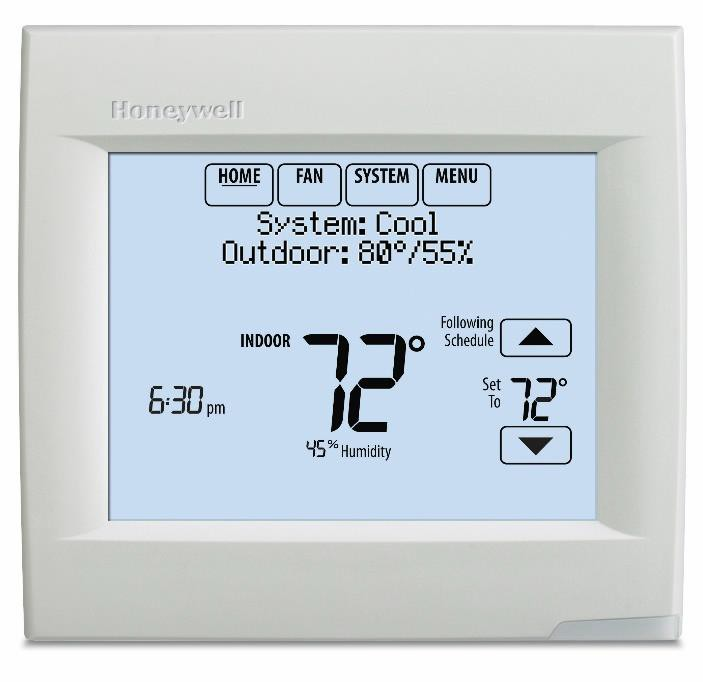 Honeywell
HOME FAN SYSTEM MENU
System: Cool
Outdoor: 80°/55%
Following
Schedule
INDOOR 72°
6:30 pm
Set
To 72°
45% Humidity